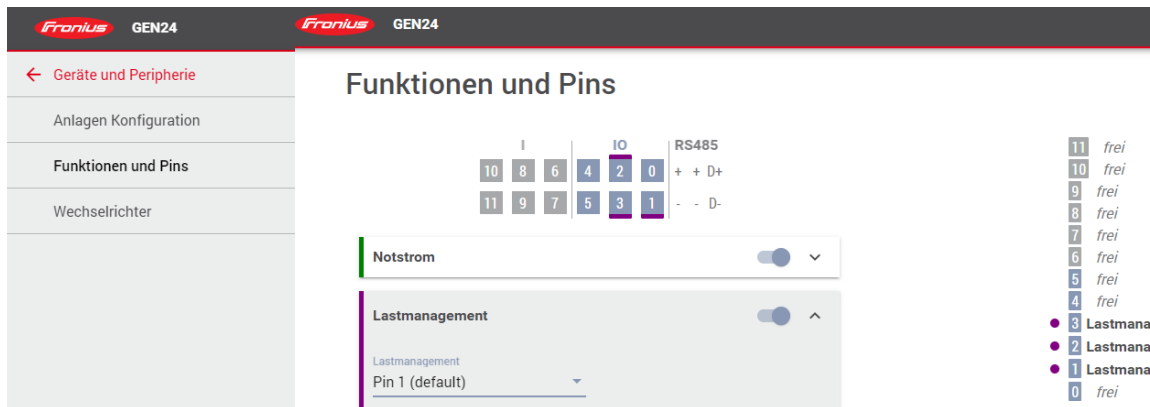 Fronius GEN24
Fronius GEN24
Geräte und Peripherie
Anlagen Konfiguration
Funktionen und Pins
Wechselrichter
Funktionen und Pins
I IO RS485
10 8 6 4 2 0 + + D+
11 9 7 5 3 1 - - D-
Notstrom
Lastmanagement
Lastmanagement
Pin 1 (default)
11 frei
10 frei
9 frei
8 frei
7 frei
6 frei
5 frei
4 frei
3 Lastmana
2 Lastmana
1 Lastmana
0 frei